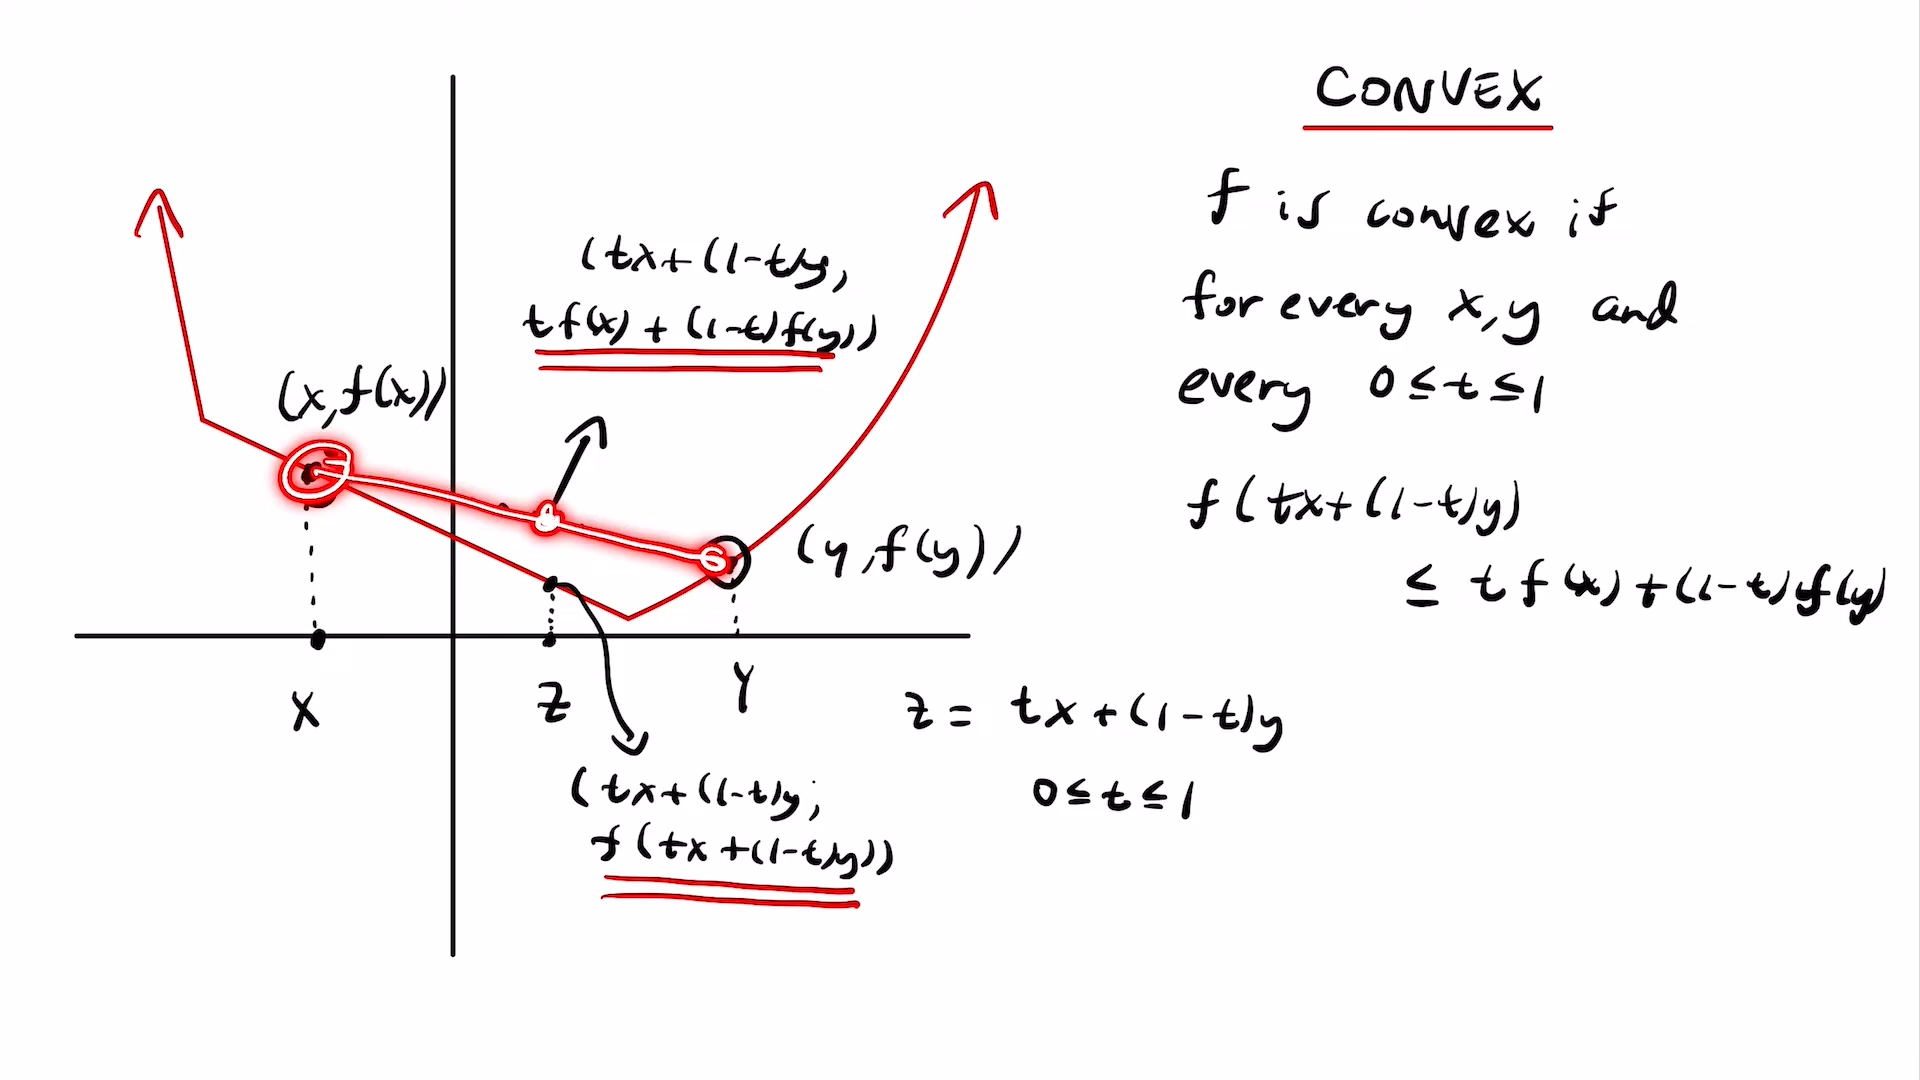 CONVEX
f is convex if
for every x, y and
every 0 ≤ t ≤ 1
f(tx+(1-t)y)
≤ t f(x) + (1-t) f(y)
(tx+(1-t)y,
t f(x) + (1-t) f(y))
(x, f(x))
(y, f(y))
X
Z
Y
z = tx + (1-t)y
0 ≤ t ≤ 1
(tx+(1-t)y,
f(tx+(1-t)y))